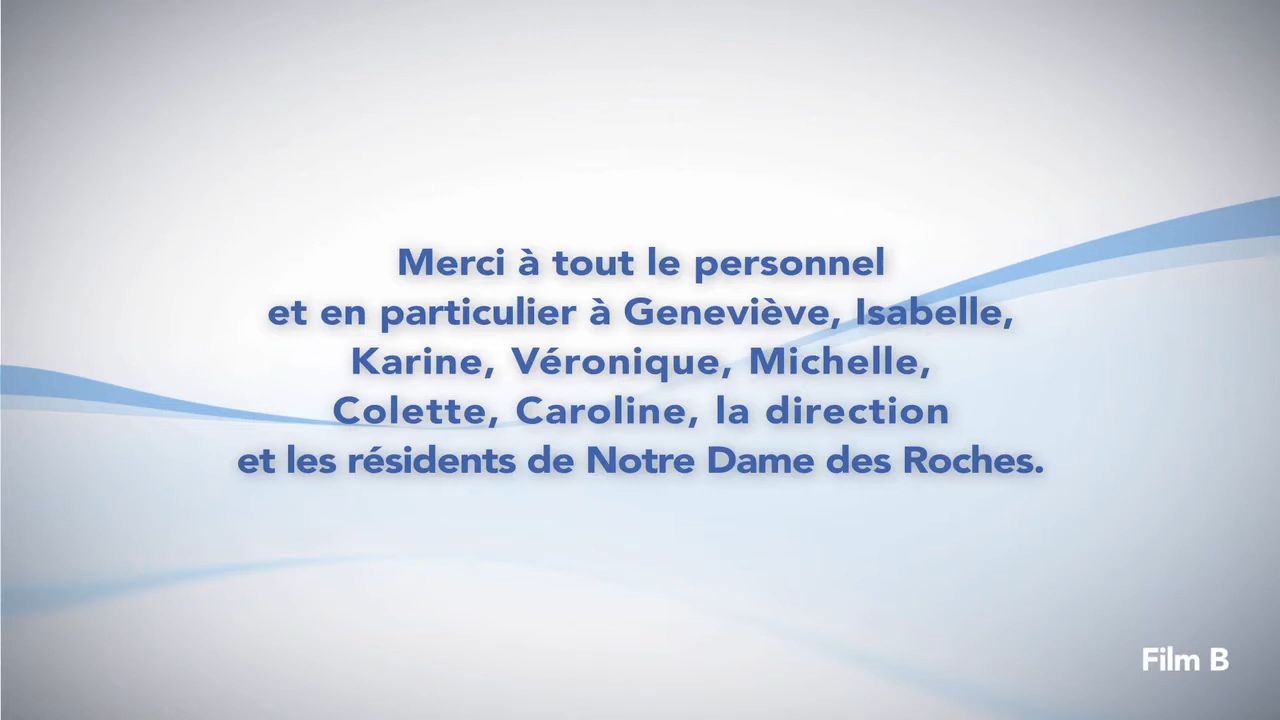 Merci à tout le personnel
et en particulier à Geneviève, Isabelle,
Karine, Véronique, Michelle,
Colette, Caroline, la direction
et les résidents de Notre Dame des Roches.
Film B